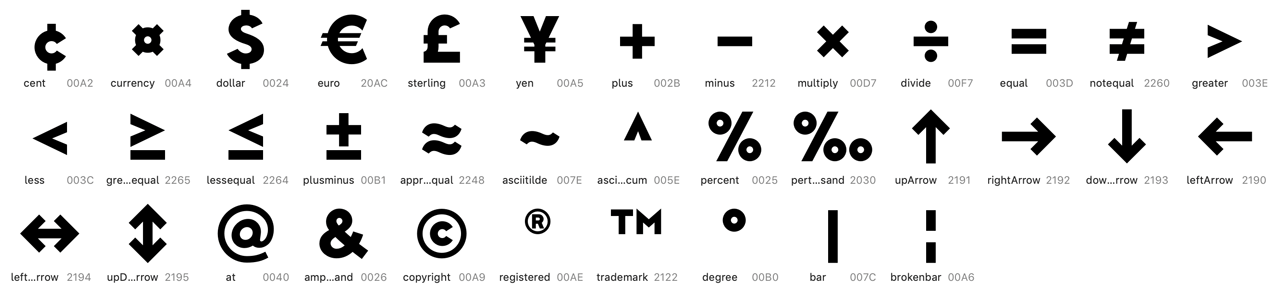 ¢ ¤ $ € £ ¥ + − × ÷ = ≠ >
cent 00A2 currency 00A4 dollar 0024 euro 20AC sterling 00A3 yen 00A5 plus 002B minus 2212 multiply 00D7 divide 00F7 equal 003D notequal 2260 greater 003E
< ≥ ≤ ± ≈ ~ ^ % ‰ ↑ → ↓ ←
less 003C gre...equal 2265 lessequal 2264 plusminus 00B1 appr...qual 2248 asciitilde 007E asci...cum 005E percent 0025 pert...sand 2030 upArrow 2191 rightArrow 2192 dow...rrow 2193 leftArrow 2190
↔ ↕ @ & © ® ™ ° | ¦
left...rrow 2194 upD...rrow 2195 at 0040 amp...and 0026 copyright 00A9 registered 00AE trademark 2122 degree 00B0 bar 007C brokenbar 00A6